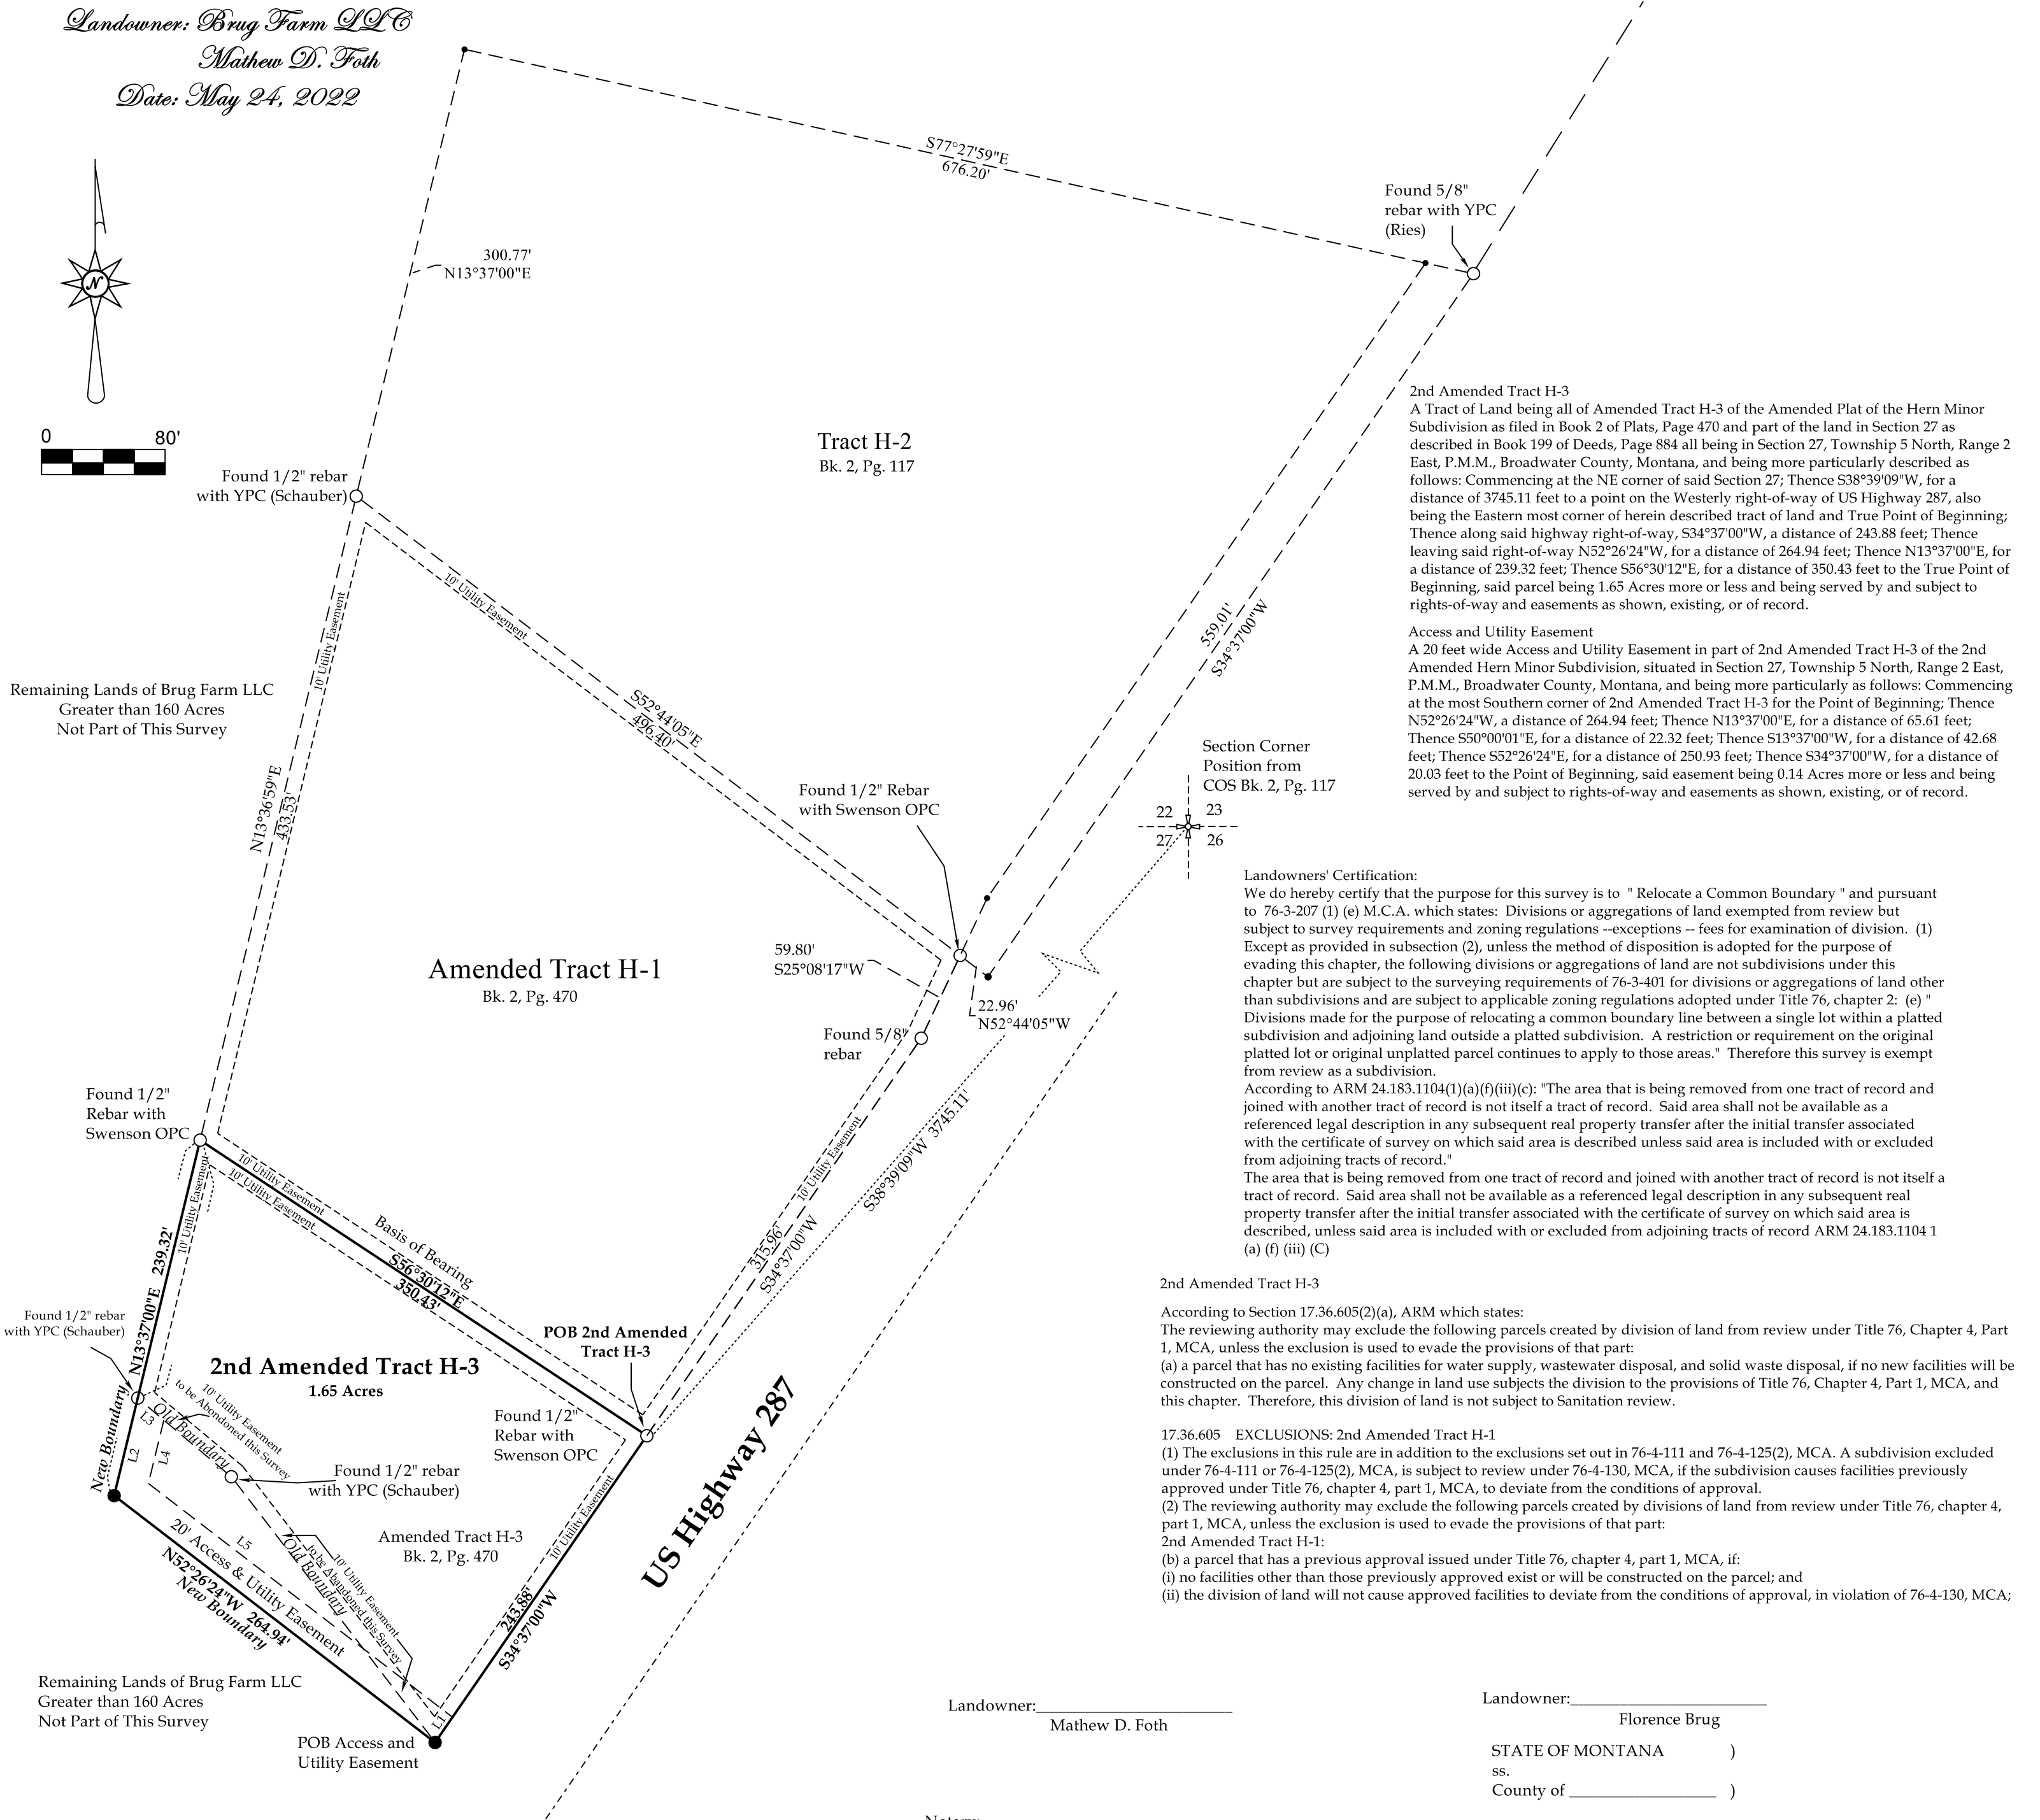 Landowner: Brug Farm LLC
Mathew D. Foth
Date: May 24, 2022
N
0 80'
S77°27'59"E
676.20'
Found 5/8"
rebar with YPC
(Ries)
300.77'
N13°37'00"E
Tract H-2
Bk. 2, Pg. 117
Found 1/2" rebar
with YPC (Schauber)
10' Utility Easement
10' Utility Easement
559.01'
S34°37'00"W
S52°44'05"E
496.40'
Remaining Lands of Brug Farm LLC
Greater than 160 Acres
Not Part of This Survey
N13°36'59"E
433.53'
Found 1/2" Rebar
with Swenson OPC
Section Corner
Position from
COS Bk. 2, Pg. 117
22 23
27 26
Amended Tract H-1
Bk. 2, Pg. 470
59.80'
S25°08'17"W
22.96'
N52°44'05"W
Found 5/8"
rebar
Found 1/2"
Rebar with
Swenson OPC
10' Utility Easement
S38°39'09"W 3745.11'
315.96'
S34°37'00"W
10' Utility Easement
10' Utility Easement
10' Utility Easement
Basis of Bearing
S56°30'12"E
350.43'
N13°37'00"E 239.32'
Found 1/2" rebar
with YPC (Schauber)
POB 2nd Amended
Tract H-3
2nd Amended Tract H-3
1.65 Acres
Found 1/2"
Rebar with
Swenson OPC
New Boundary
L2
L3
L4
Old Boundary
10' Utility Easement
to be Abandoned this Survey
Found 1/2" rebar
with YPC (Schauber)
Amended Tract H-3
Bk. 2, Pg. 470
L5
20' Access & Utility Easement
N52°26'24"W 264.94'
New Boundary
Old Boundary
10' Utility Easement
to be Abandoned this Survey
10' Utility Easement
243.88'
S34°37'00"W
L1
US Highway 287
Remaining Lands of Brug Farm LLC
Greater than 160 Acres
Not Part of This Survey
POB Access and
Utility Easement
2nd Amended Tract H-3
A Tract of Land being all of Amended Tract H-3 of the Amended Plat of the Hern Minor
Subdivision as filed in Book 2 of Plats, Page 470 and part of the land in Section 27 as
described in Book 199 of Deeds, Page 884 all being in Section 27, Township 5 North, Range 2
East, P.M.M., Broadwater County, Montana, and being more particularly described as
follows: Commencing at the NE corner of said Section 27; Thence S38°39'09"W, for a
distance of 3745.11 feet to a point on the Westerly right-of-way of US Highway 287, also
being the Eastern most corner of herein described tract of land and True Point of Beginning;
Thence along said highway right-of-way, S34°37'00"W, a distance of 243.88 feet; Thence
leaving said right-of-way N52°26'24"W, for a distance of 264.94 feet; Thence N13°37'00"E, for
a distance of 239.32 feet; Thence S56°30'12"E, for a distance of 350.43 feet to the True Point of
Beginning, said parcel being 1.65 Acres more or less and being served by and subject to
rights-of-way and easements as shown, existing, or of record.
Access and Utility Easement
A 20 feet wide Access and Utility Easement in part of 2nd Amended Tract H-3 of the 2nd
Amended Hern Minor Subdivision, situated in Section 27, Township 5 North, Range 2 East,
P.M.M., Broadwater County, Montana, and being more particularly as follows: Commencing
at the most Southern corner of 2nd Amended Tract H-3 for the Point of Beginning; Thence
N52°26'24"W, a distance of 264.94 feet; Thence N13°37'00"E, for a distance of 65.61 feet;
Thence S50°00'01"E, for a distance of 22.32 feet; Thence S13°37'00"W, for a distance of 42.68
feet; Thence S52°26'24"E, for a distance of 250.93 feet; Thence S34°37'00"W, for a distance of
20.03 feet to the Point of Beginning, said easement being 0.14 Acres more or less and being
served by and subject to rights-of-way and easements as shown, existing, or of record.
Landowners' Certification:
We do hereby certify that the purpose for this survey is to " Relocate a Common Boundary " and pursuant
to 76-3-207 (1) (e) M.C.A. which states: Divisions or aggregations of land exempted from review but
subject to survey requirements and zoning regulations --exceptions -- fees for examination of division. (1)
Except as provided in subsection (2), unless the method of disposition is adopted for the purpose of
evading this chapter, the following divisions or aggregations of land are not subdivisions under this
chapter but are subject to the surveying requirements of 76-3-401 for divisions or aggregations of land other
than subdivisions and are subject to applicable zoning regulations adopted under Title 76, chapter 2: (e) "
Divisions made for the purpose of relocating a common boundary line between a single lot within a platted
subdivision and adjoining land outside a platted subdivision. A restriction or requirement on the original
platted lot or original unplatted parcel continues to apply to those areas." Therefore this survey is exempt
from review as a subdivision.
According to ARM 24.183.1104(1)(a)(f)(iii)(c): "The area that is being removed from one tract of record and
joined with another tract of record is not itself a tract of record. Said area shall not be available as a
referenced legal description in any subsequent real property transfer after the initial transfer associated
with the certificate of survey on which said area is described unless said area is included with or excluded
from adjoining tracts of record."
The area that is being removed from one tract of record and joined with another tract of record is not itself a
tract of record. Said area shall not be available as a referenced legal description in any subsequent real
property transfer after the initial transfer associated with the certificate of survey on which said area is
described, unless said area is included with or excluded from adjoining tracts of record ARM 24.183.1104 1
(a) (f) (iii) (C)
2nd Amended Tract H-3
According to Section 17.36.605(2)(a), ARM which states:
The reviewing authority may exclude the following parcels created by division of land from review under Title 76, Chapter 4, Part
1, MCA, unless the exclusion is used to evade the provisions of that part:
(a) a parcel that has no existing facilities for water supply, wastewater disposal, and solid waste disposal, if no new facilities will be
constructed on the parcel. Any change in land use subjects the division to the provisions of Title 76, Chapter 4, Part 1, MCA, and
this chapter. Therefore, this division of land is not subject to Sanitation review.
17.36.605 EXCLUSIONS: 2nd Amended Tract H-1
(1) The exclusions in this rule are in addition to the exclusions set out in 76-4-111 and 76-4-125(2), MCA. A subdivision excluded
under 76-4-111 or 76-4-125(2), MCA, is subject to review under 76-4-130, MCA, if the subdivision causes facilities previously
approved under Title 76, chapter 4, part 1, MCA, to deviate from the conditions of approval.
(2) The reviewing authority may exclude the following parcels created by divisions of land from review under Title 76, chapter 4,
part 1, MCA, unless the exclusion is used to evade the provisions of that part:
2nd Amended Tract H-1:
(b) a parcel that has a previous approval issued under Title 76, chapter 4, part 1, MCA, if:
(i) no facilities other than those previously approved exist or will be constructed on the parcel; and
(ii) the division of land will not cause approved facilities to deviate from the conditions of approval, in violation of 76-4-130, MCA;
Landowner:
Mathew D. Foth
Landowner:
Florence Brug
STATE OF MONTANA )
ss.
County of )